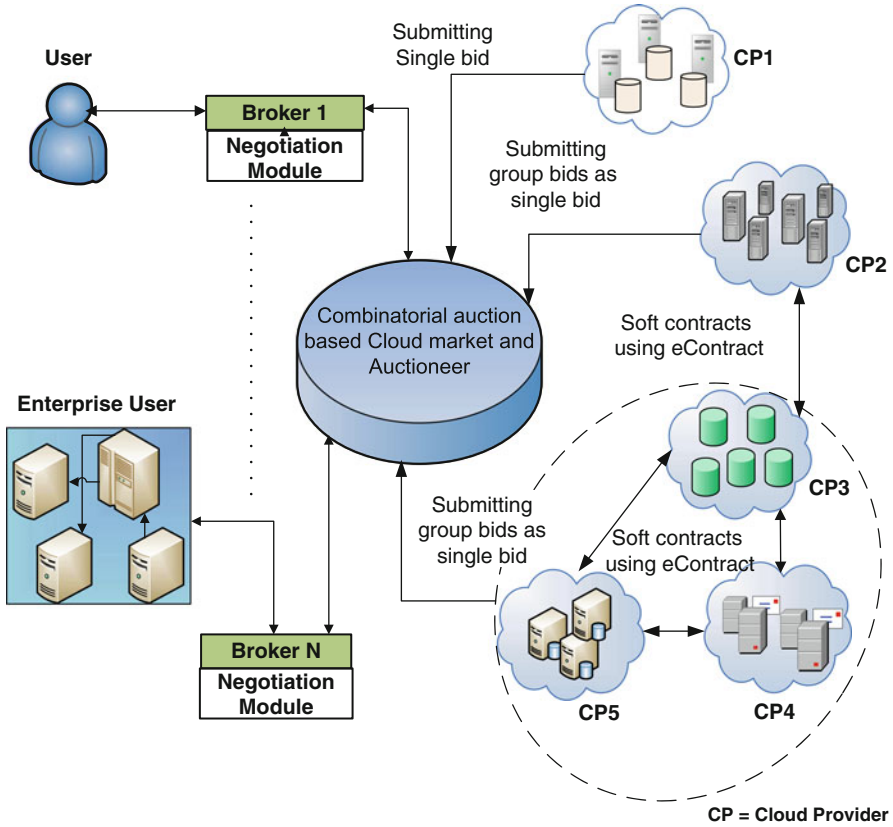 User
Broker 1
Negotiation
Module
Submitting
Single bid
CP1
Submitting
group bids as
single bid
CP2
Combinatorial auction
based Cloud market and
Auctioneer
Soft contracts
using eContract
Enterprise User
CP3
Submitting
group bids as
single bid
Soft contracts
using eContract
Broker N
Negotiation
Module
CP5
CP4
CP = Cloud Provider